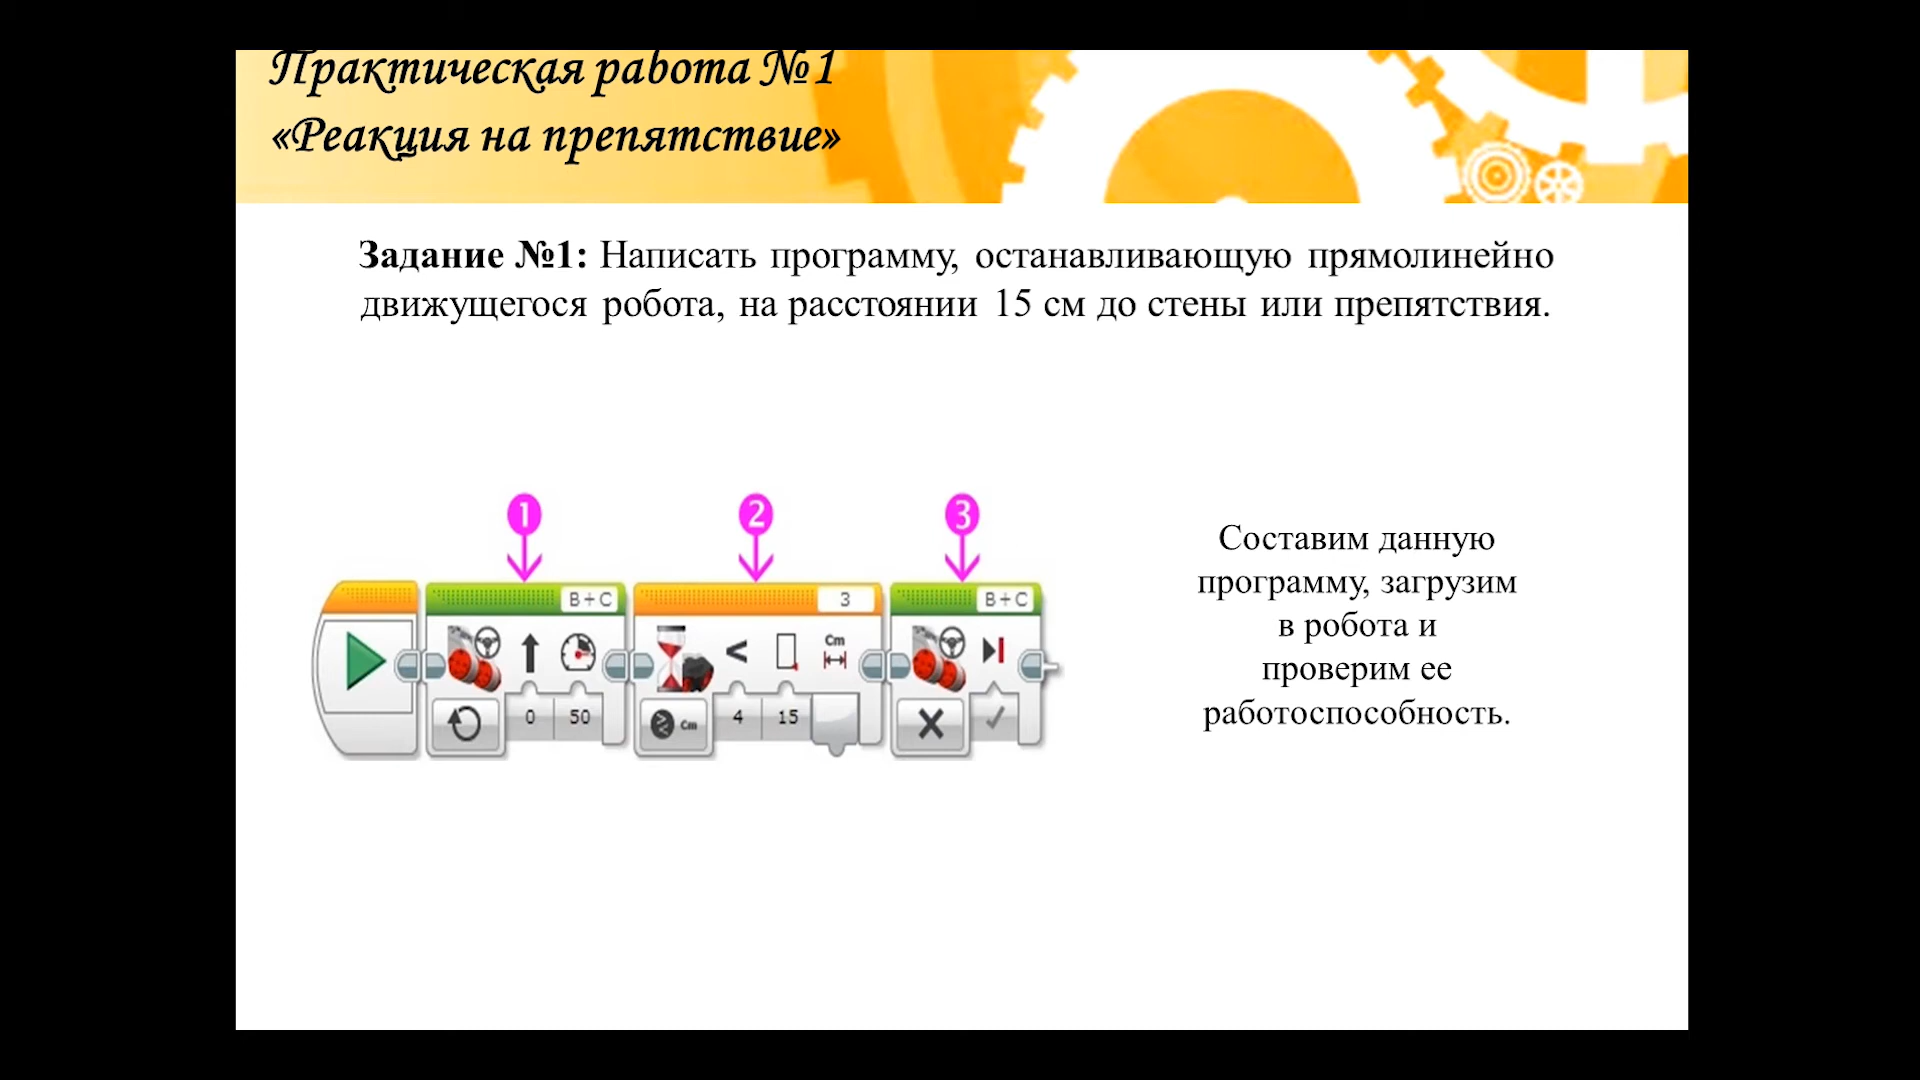 Практическая работа №1
«Реакция на препятствие»
Задание №1: Написать программу, останавливающую прямолинейно
движущегося робота, на расстоянии 15 см до стены или препятствия.
1 2 3
B+C 3 B+C
< Cm
0 50 Cm 4 15
Составим данную
программу, загрузим
в робота и
проверим ее
работоспособность.